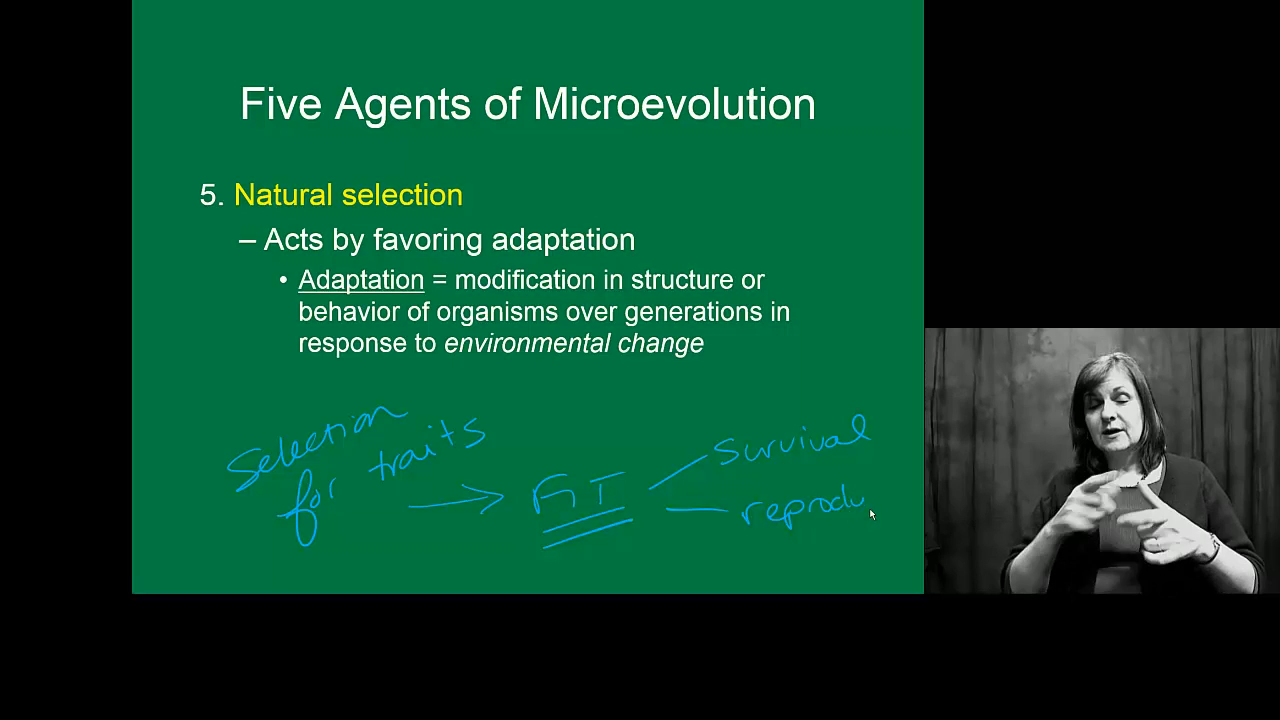 Five Agents of Microevolution
5. Natural selection
– Acts by favoring adaptation
• Adaptation = modification in structure or
behavior of organisms over generations in
response to environmental change
Selection
for traits
FIT
Survival
reprodu